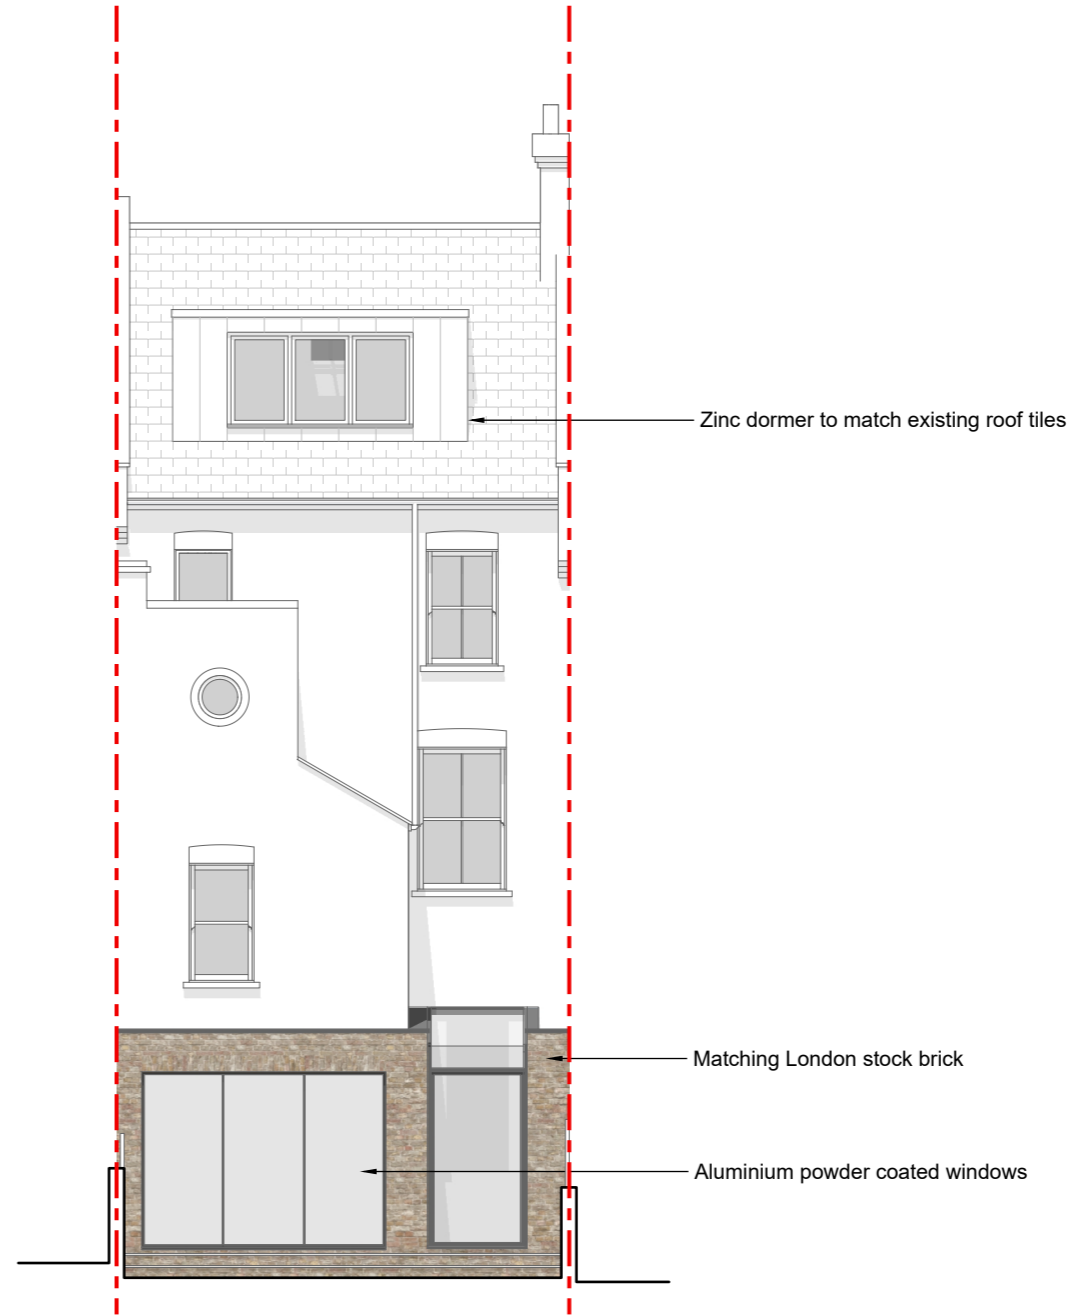 Zinc dormer to match existing roof tiles
Matching London stock brick
Aluminium powder coated windows